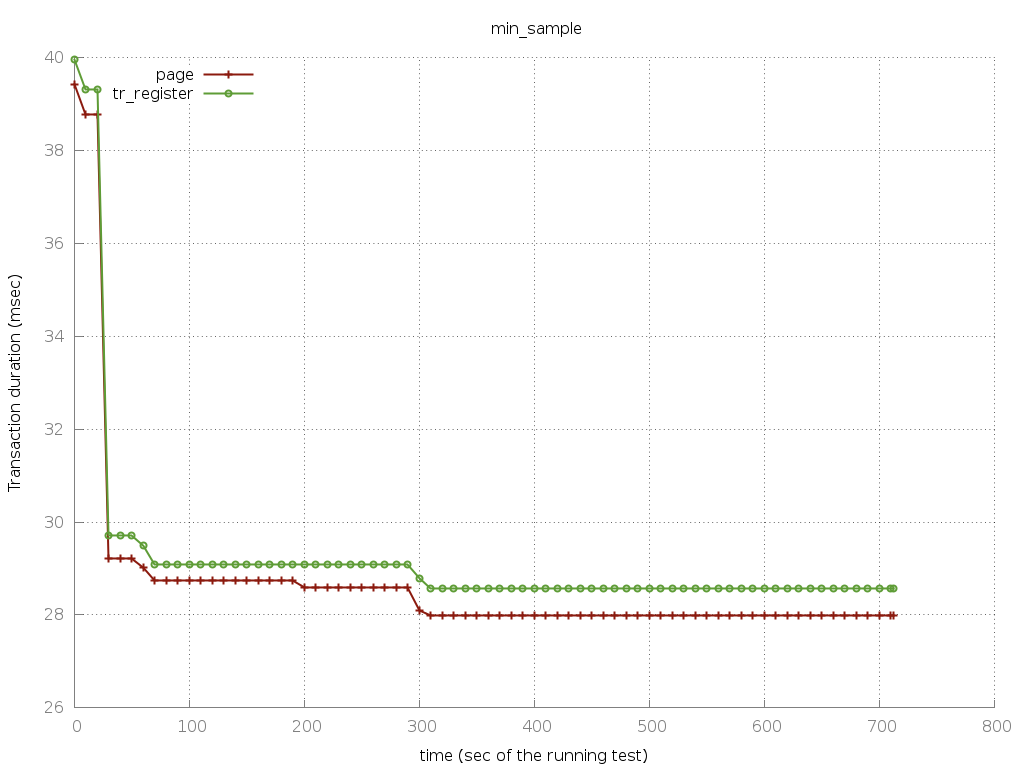 min_sample
page
tr_register
Transaction duration (msec)
40
38
36
34
32
30
28
26
0 100 200 300 400 500 600 700 800
time (sec of the running test)